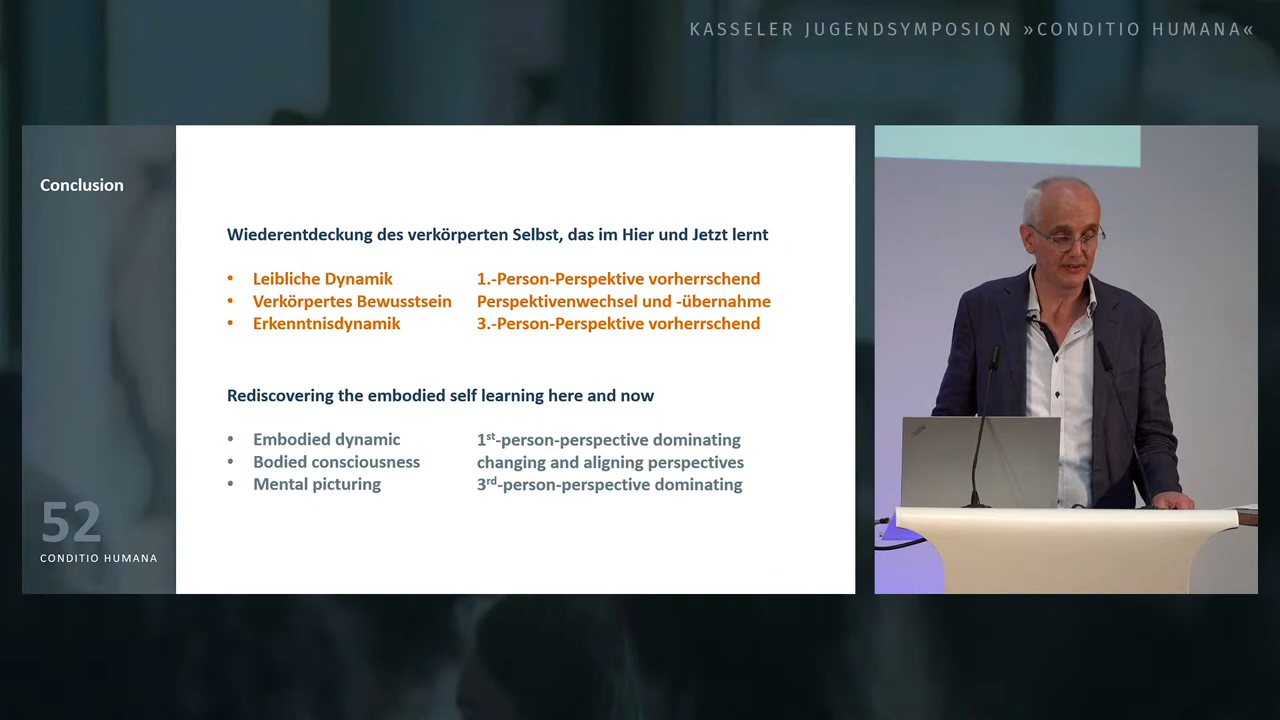 KASSELER JUGENDSYMPOSION »CONDITIO HUMANA«
Conclusion
Wiederentdeckung des verkörperten Selbst, das im Hier und Jetzt lernt
• Leibliche Dynamik 1.-Person-Perspektive vorherrschend
• Verkörpertes Bewusstsein Perspektivenwechsel und -übernahme
• Erkenntnisdynamik 3.-Person-Perspektive vorherrschend
Rediscovering the embodied self learning here and now
• Embodied dynamic 1st-person-perspective dominating
• Bodied consciousness changing and aligning perspectives
• Mental picturing 3rd-person-perspective dominating
52
CONDITIO HUMANA
ThinkPad